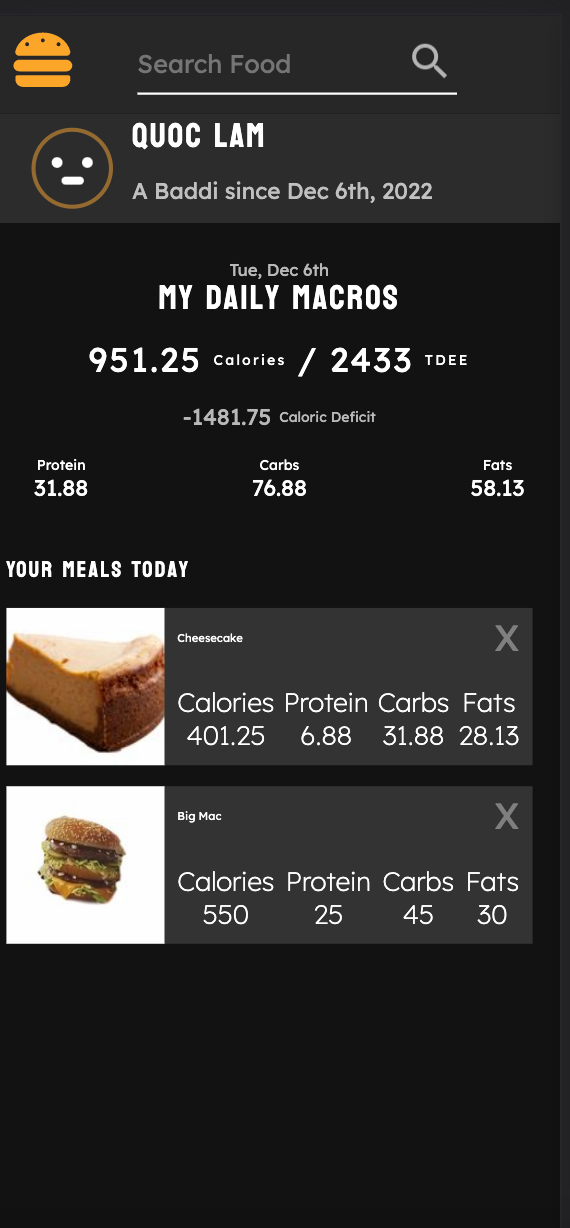 Search Food
QUOC LAM
A Baddi since Dec 6th, 2022
Tue, Dec 6th
MY DAILY MACROS
951.25 Calories / 2433 TDEE
-1481.75 Caloric Deficit
Protein Carbs Fats
31.88 76.88 58.13
YOUR MEALS TODAY
Cheesecake X
Calories Protein Carbs Fats
401.25 6.88 31.88 28.13
Big Mac X
Calories Protein Carbs Fats
550 25 45 30